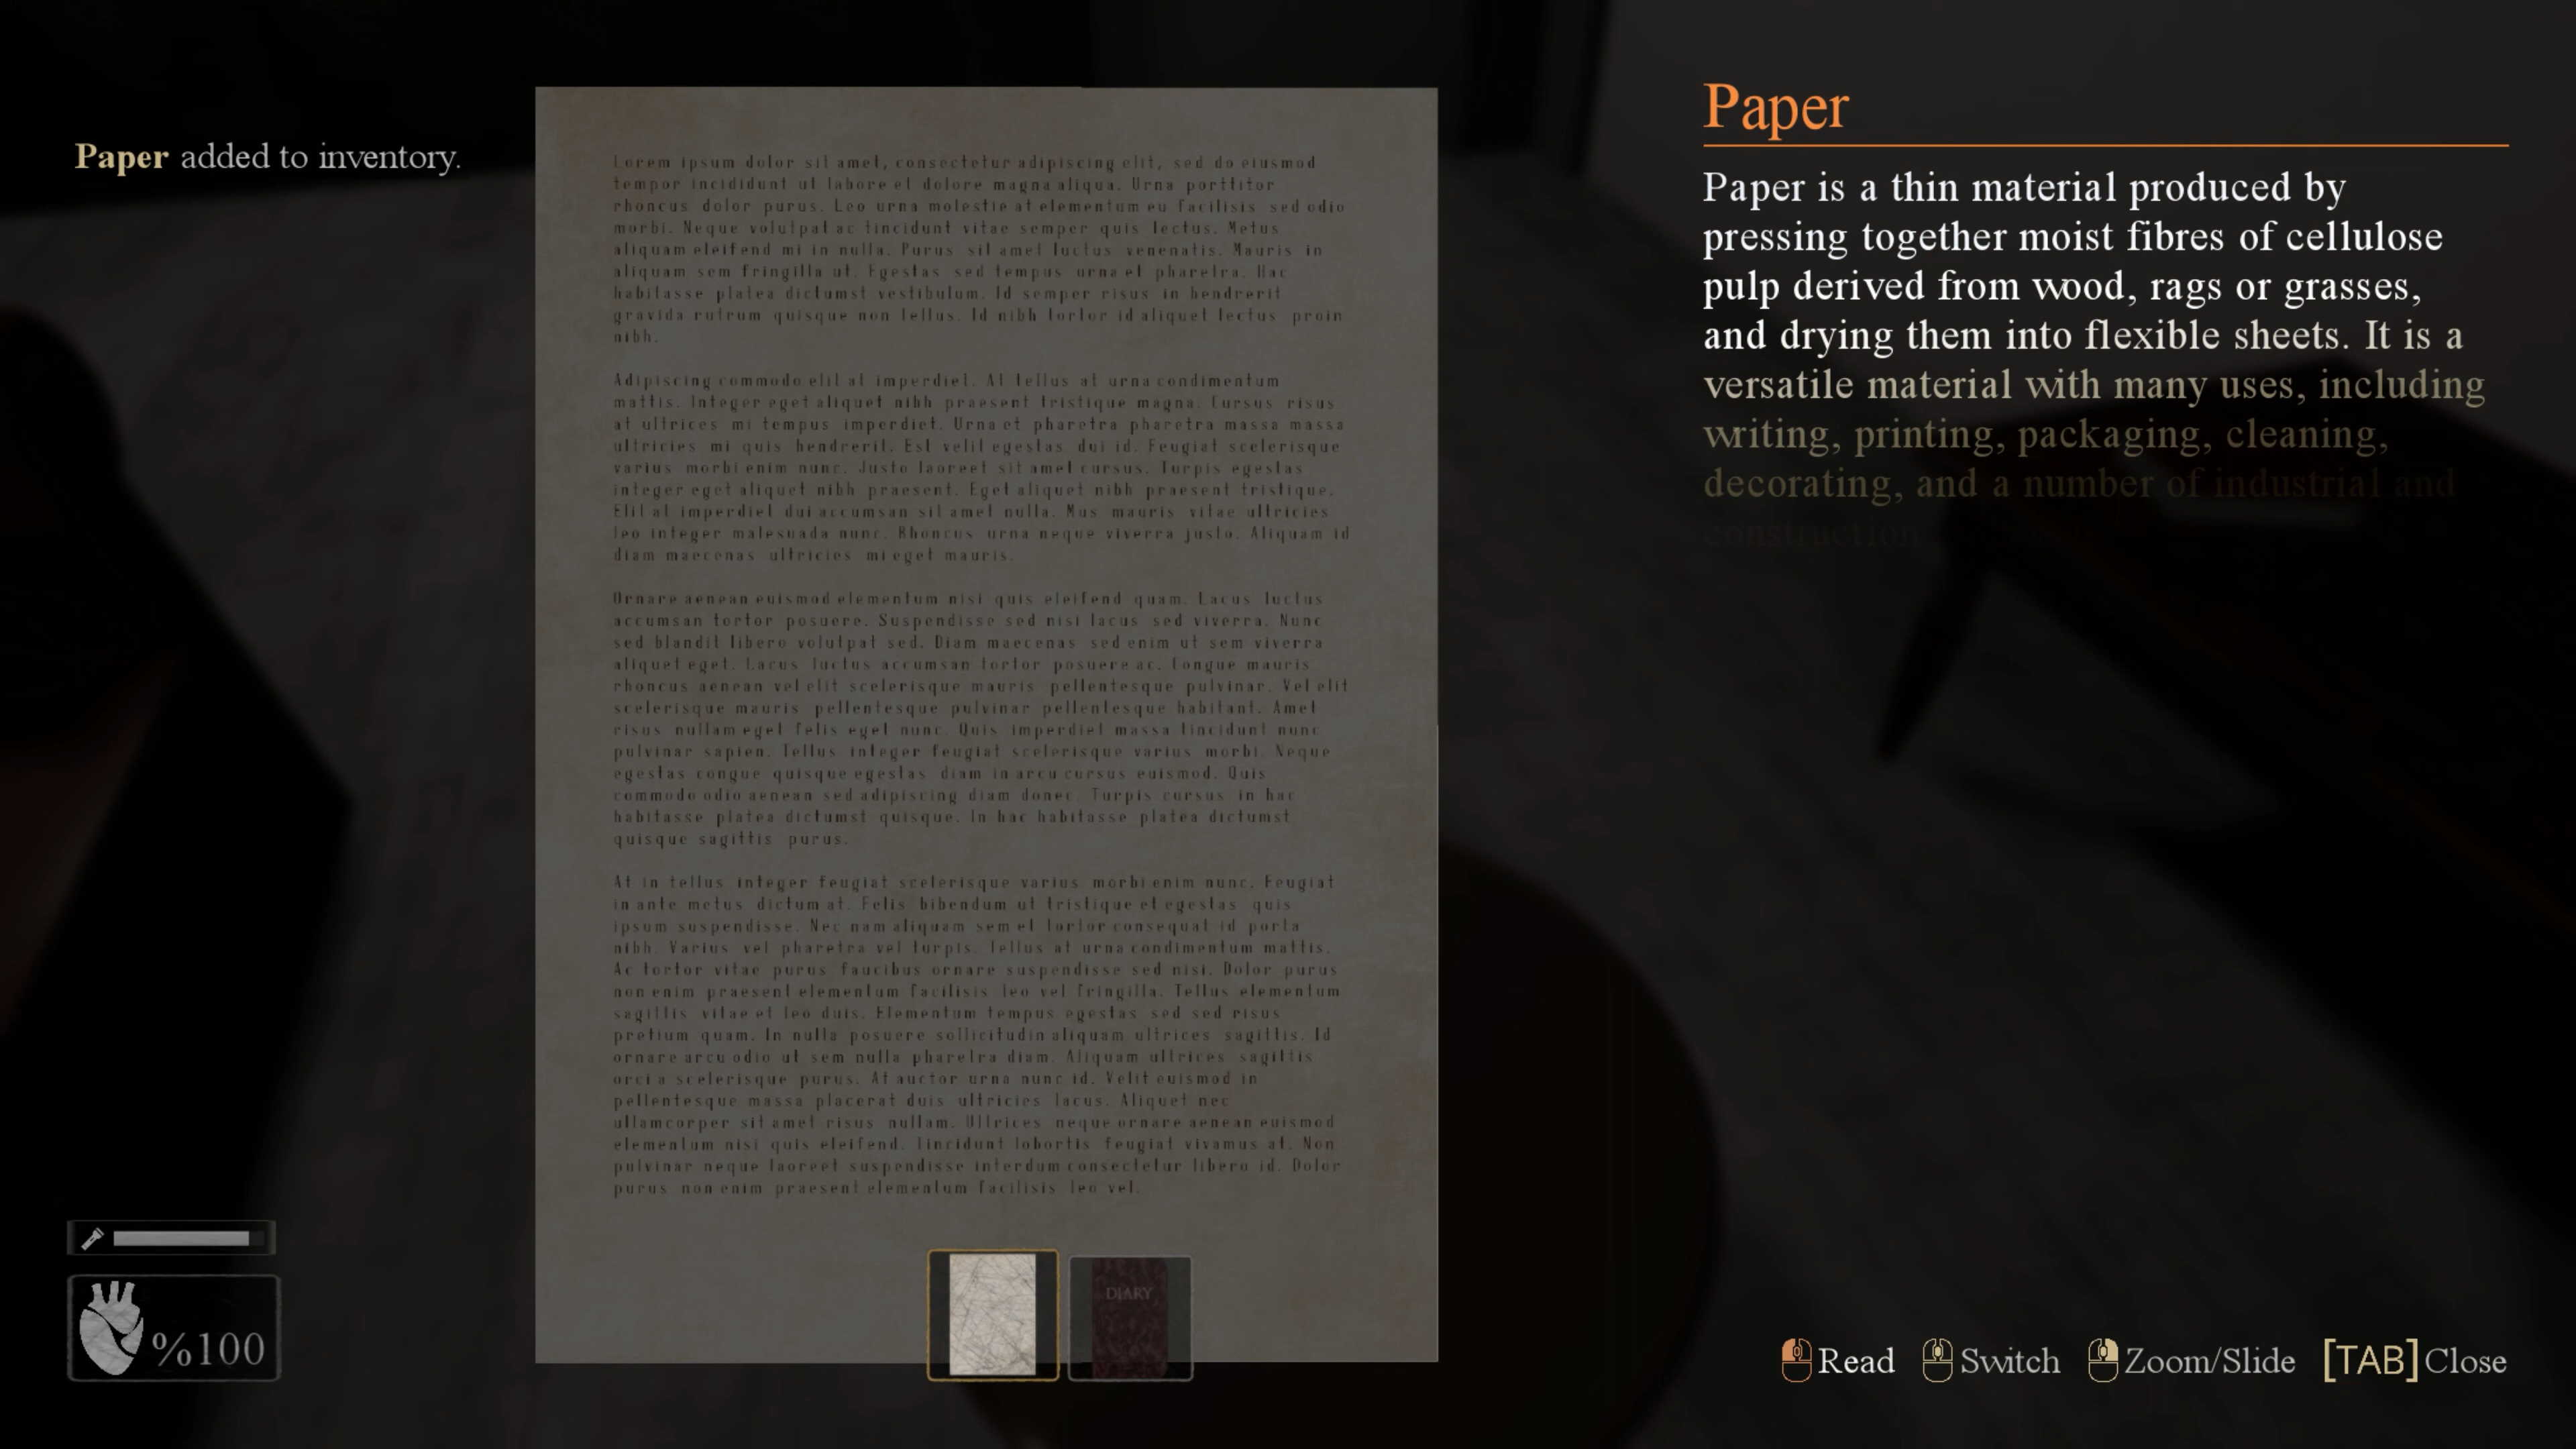 Paper added to inventory.
Lorem ipsum dolor sit amet, consectetur adipiscing elit, sed do eiusmod
tempor incididunt ut labore et dolore magna aliqua. Urna porttitor
rhoncus dolor purus. Leo urna molestie at elementum eu facilisis sed odio
morbi. Neque volutpat ac tincidunt vitae semper quis lectus. Metus
aliquam eleifend mi in nulla. Purus sit amet luctus venenatis. Mauris in
aliquam sem fringilla ut. Egestas sed tempus urna et pharetra. Hac
habitasse platea dictumst vestibulum. Id semper risus in hendrerit
gravida rutrum quisque non tellus. Id nibh tortor id aliquet lectus proin
nibh.
Adipiscing commodo elit at imperdiet. At tellus at urna condimentum
mattis. Integer eget aliquet nibh praesent tristique magna. Cursus risus
at ultrices mi tempus imperdiet. Urna et pharetra pharetra massa massa
ultricies mi quis hendrerit. Est velit egestas dui id. Feugiat scelerisque
varius morbi enim nunc. Justo laoreet sit amet cursus. Turpis egestas
integer eget aliquet nibh praesent. Eget aliquet nibh praesent tristique.
Elit at imperdiet dui accumsan sit amet nulla. Mus mauris vitae ultricies
leo integer malesuada nunc. Rhoncus urna neque viverra justo. Aliquam id
diam maecenas ultricies mi eget mauris.
Ornare aenean euismod elementum nisi quis eleifend quam. Lacus luctus
accumsan tortor posuere. Suspendisse sed nisi lacus sed viverra. Nunc
sed blandit libero volutpat sed. Diam maecenas sed enim ut sem viverra
aliquet eget. Lacus luctus accumsan tortor posuere ac. Congue mauris
rhoncus aenean vel elit scelerisque mauris pellentesque pulvinar. Vel elit
scelerisque mauris pellentesque pulvinar pellentesque habitant. Amet
risus nullam eget felis eget nunc. Quis imperdiet massa tincidunt nunc
pulvinar sapien. Tellus integer feugiat scelerisque varius morbi. Neque
egestas congue quisque egestas diam in arcu cursus euismod. Quis
commodo odio aenean sed adipiscing diam donec. Turpis cursus in hac
habitasse platea dictumst quisque. In hac habitasse platea dictumst
quisque sagittis purus.
At in tellus integer feugiat scelerisque varius morbi enim nunc. Feugiat
in ante metus dictum at. Felis bibendum ut tristique et egestas quis
ipsum suspendisse. Nec nam aliquam sem et tortor consequat id porta
nibh. Varius vel pharetra vel turpis. Tellus at urna condimentum mattis.
Ac tortor vitae purus faucibus ornare suspendisse sed nisi. Dolor purus
non enim praesent elementum facilisis leo vel fringilla. Tellus elementum
sagittis vitae et leo duis. Elementum tempus egestas sed sed risus
pretium quam. In nulla posuere sollicitudin aliquam ultrices sagittis. Id
ornare arcu odio ut sem nulla pharetra diam. Aliquam ultrices sagittis
orci a scelerisque purus. At auctor urna nunc id. Velit euismod in
pellentesque massa placerat duis ultricies lacus. Aliquet nec
ullamcorper sit amet risus nullam. Ultrices neque ornare aenean euismod
elementum nisi quis eleifend. Tincidunt lobortis feugiat vivamus at. Non
pulvinar neque laoreet suspendisse interdum consectetur libero id. Dolor
purus non enim praesent elementum facilisis leo vel.
Paper
Paper is a thin material produced by
pressing together moist fibres of cellulose
pulp derived from wood, rags or grasses,
and drying them into flexible sheets. It is a
versatile material with many uses, including
writing, printing, packaging, cleaning,
decorating, and a number of industrial and
construction
DIARY
%100
Read Switch Zoom/Slide [TAB] Close